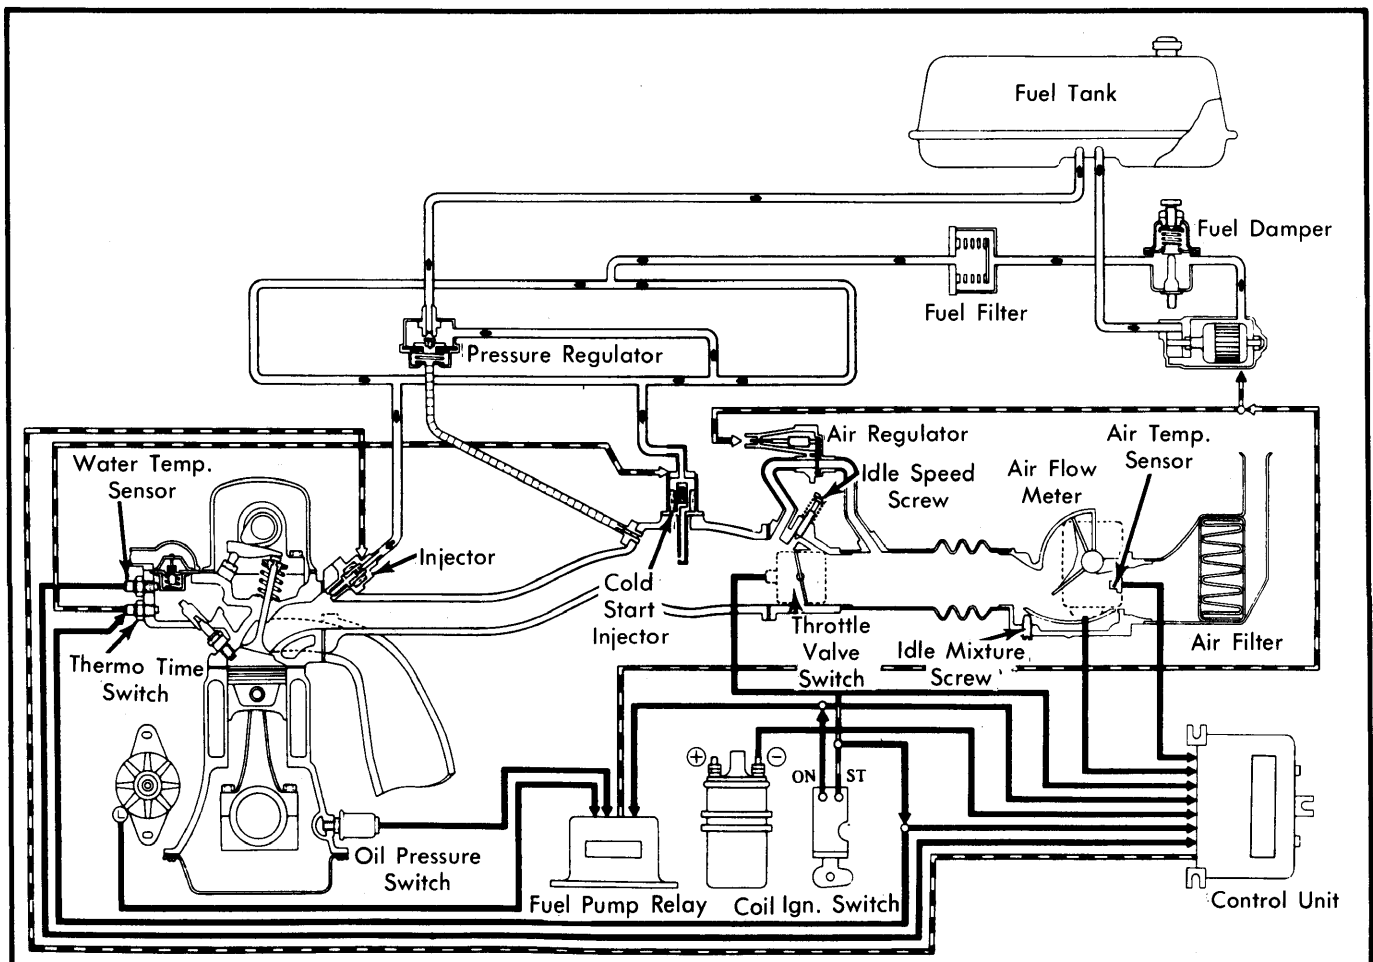 Fuel Tank
Fuel Damper
Fuel Filter
Pressure Regulator
Air Regulator
Air Temp.
Sensor
Water Temp.
Sensor
Idle Speed
Screw
Air Flow
Meter
Injector
Cold
Start
Injector
Throttle
Valve
Switch
Idle Mixture
Screw
Air Filter
Thermo Time
Switch
+
−
ON
ST
L
Oil Pressure
Switch
Fuel Pump Relay
Coil
Ign. Switch
Control Unit